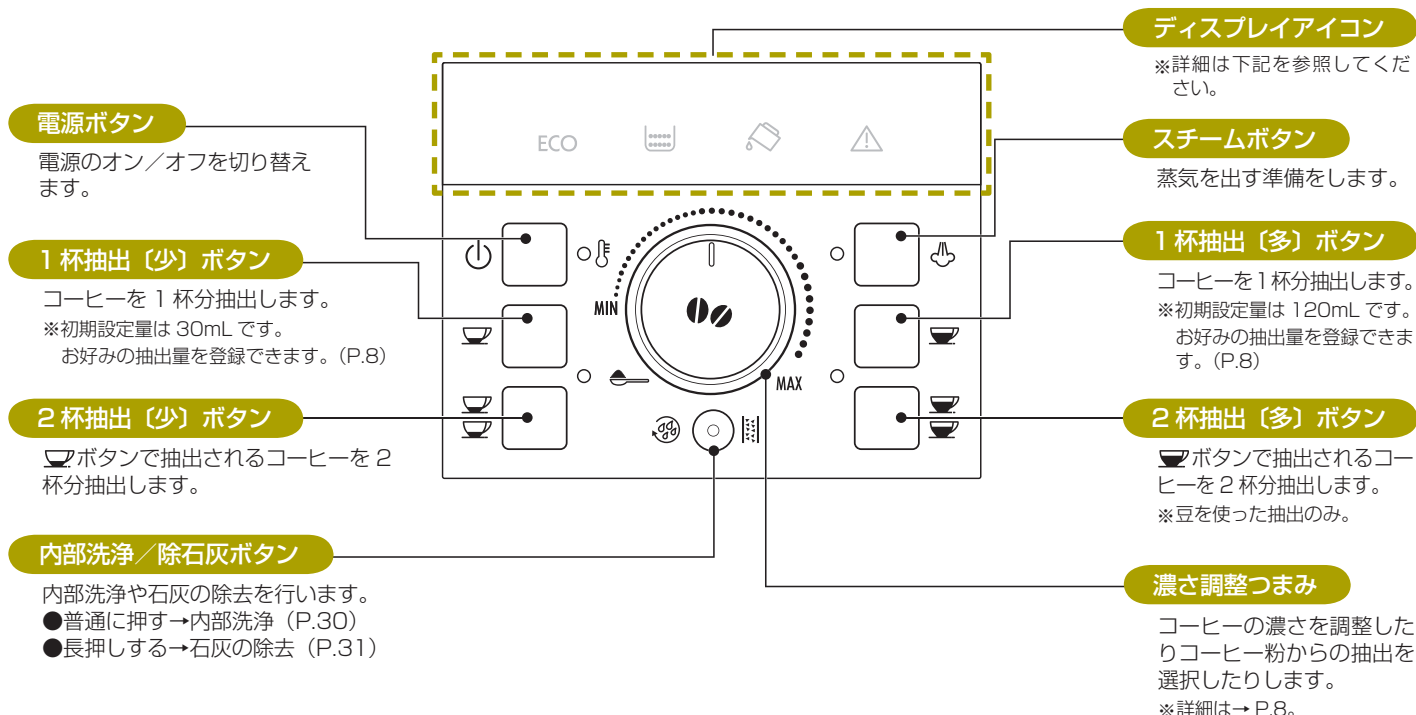 ディスプレイアイコン
※詳細は下記を参照してくだ
さい。
電源ボタン
電源のオン／オフを切り替え
ます。
スチームボタン
蒸気を出す準備をします。
ECO
1 杯抽出〔少〕ボタン
コーヒーを 1 杯分抽出します。
※初期設定量は 30mL です。
お好みの抽出量を登録できます。（P.8）
1 杯抽出〔多〕ボタン
コーヒーを1杯分抽出します。
※初期設定量は 120mL です。
お好みの抽出量を登録できま
す。（P.8）
MIN
MAX
2 杯抽出〔少〕ボタン
ボタンで抽出されるコーヒーを 2
杯分抽出します。
2 杯抽出〔多〕ボタン
ボタンで抽出されるコー
ヒーを 2 杯分抽出します。
※豆を使った抽出のみ。
内部洗浄／除石灰ボタン
内部洗浄や石灰の除去を行います。
●普通に押す→内部洗浄（P.30）
●長押しする→石灰の除去（P.31）
濃さ調整つまみ
コーヒーの濃さを調整した
りコーヒー粉からの抽出を
選択したりします。
※詳細は→ P.8。